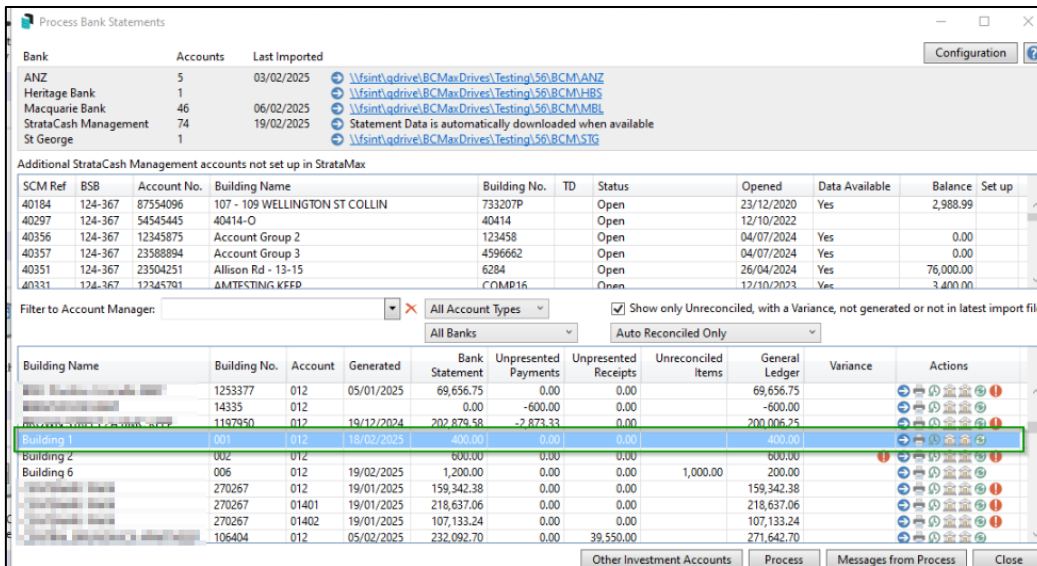 Process Bank Statements
Bank Accounts Last Imported Configuration
ANZ 5 03/02/2025 \\fsint\qdrive\BCMaxDrives\Testing\56\BCM\ANZ
Heritage Bank 1 \\fsint\qdrive\BCMaxDrives\Testing\56\BCM\HBS
Macquarie Bank 46 06/02/2025 \\fsint\qdrive\BCMaxDrives\Testing\56\BCM\MBL
StrataCash Management 74 19/02/2025 Statement Data is automatically downloaded when available
St George 1 \\fsint\qdrive\BCMaxDrives\Testing\56\BCM\STG
Additional StrataCash Management accounts not set up in StrataMax
SCM Ref BSB Account No. Building Name Building No. TD Status Opened Data Available Balance Set up
40184 124-367 87554096 107 - 109 WELLINGTON ST COLLIN 733207P Open 23/12/2020 Yes 2,988.99
40297 124-367 54545445 40414-O 40414 Open 12/10/2022
40356 124-367 12345875 Account Group 2 123458 Open 04/07/2024 Yes 0.00
40357 124-367 23588894 Account Group 3 4596662 Open 04/07/2024 Yes 0.00
40351 124-367 23504251 Allison Rd - 13-15 6284 Open 26/04/2024 Yes 76,000.00
40331 124-367 12345791 AMTESTING KEEP COMP16 Open 12/10/2023 Yes 3,400.00
Filter to Account Manager: All Account Types Show only Unreconciled, with a Variance, not generated or not in latest import fil
All Banks Auto Reconciled Only
Building Name Building No. Account Generated Bank Statement Unpresented Payments Unpresented Receipts Unreconciled Items General Ledger Variance Actions
1253377 012 05/01/2025 69,656.75 0.00 0.00 69,656.75
14335 012 0.00 -600.00 0.00 -600.00
1197950 012 19/12/2024 202,879.58 -2,873.33 0.00 200,006.25
Building 1 001 012 18/02/2025 400.00 0.00 0.00 400.00
Building 2 002 012 600.00 0.00 0.00 600.00
Building 6 006 012 19/02/2025 1,200.00 0.00 0.00 1,000.00 200.00
270267 012 19/01/2025 159,342.38 0.00 0.00 159,342.38
270267 01401 19/01/2025 218,637.06 0.00 0.00 218,637.06
270267 01402 19/01/2025 107,133.24 0.00 0.00 107,133.24
106404 012 05/02/2025 232,092.70 0.00 39,550.00 271,642.70
Other Investment Accounts Process Messages from Process Close